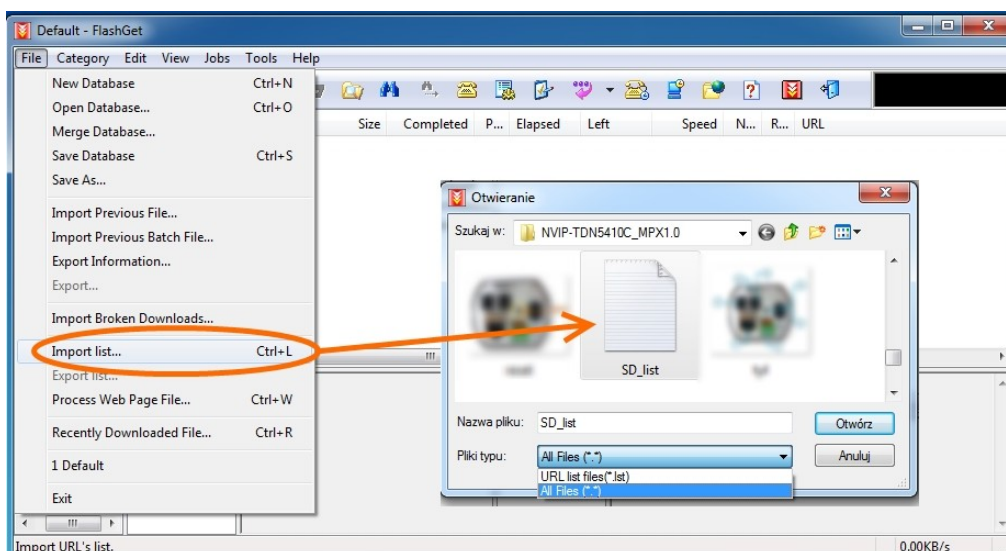 Default - FlashGet
File Category Edit View Jobs Tools Help
New Database Ctrl+N
Open Database... Ctrl+O
Merge Database...
Save Database Ctrl+S
Save As...
Import Previous File...
Import Previous Batch File...
Export Information...
Export...
Import Broken Downloads...
Import list... Ctrl+L
Export list...
Process Web Page File... Ctrl+W
Recently Downloaded File... Ctrl+R
1 Default
Exit
Size Completed P... Elapsed Left Speed N... R... URL
Otwieranie
Szukaj w: NVIP-TDN5410C_MPX1.0
SD_list
Nazwa pliku: SD_list Otwórz
Pliki typu: All Files (*.*) Anuluj
URL list files(*.lst)
All Files (*.*)
Import URL's list. 0.00KB/s